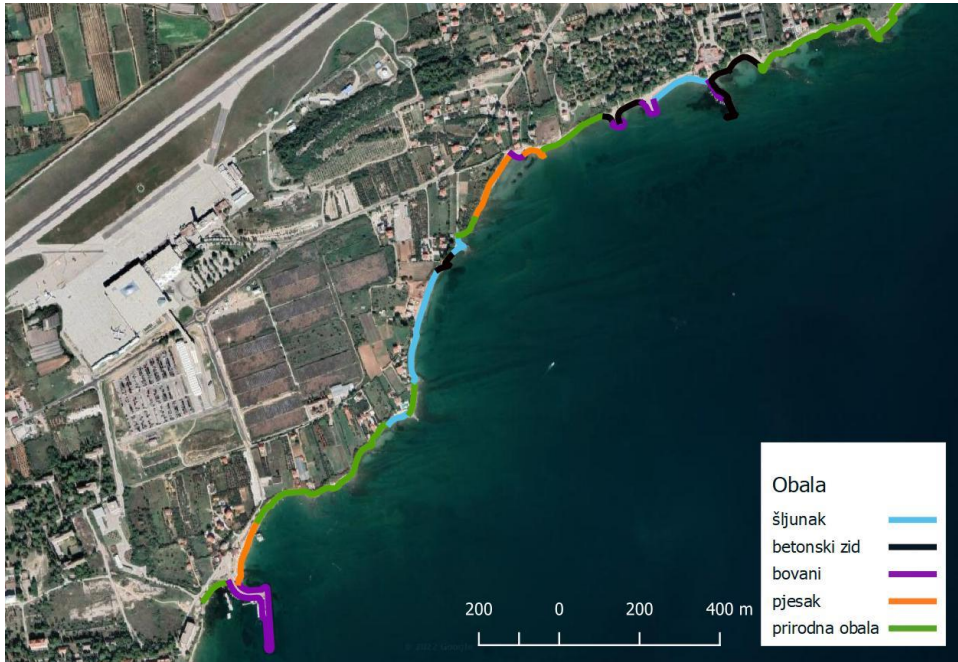 Obala
šljunak
betonski zid
bovani
pjesak
prirodna obala
200 0 200 400 m